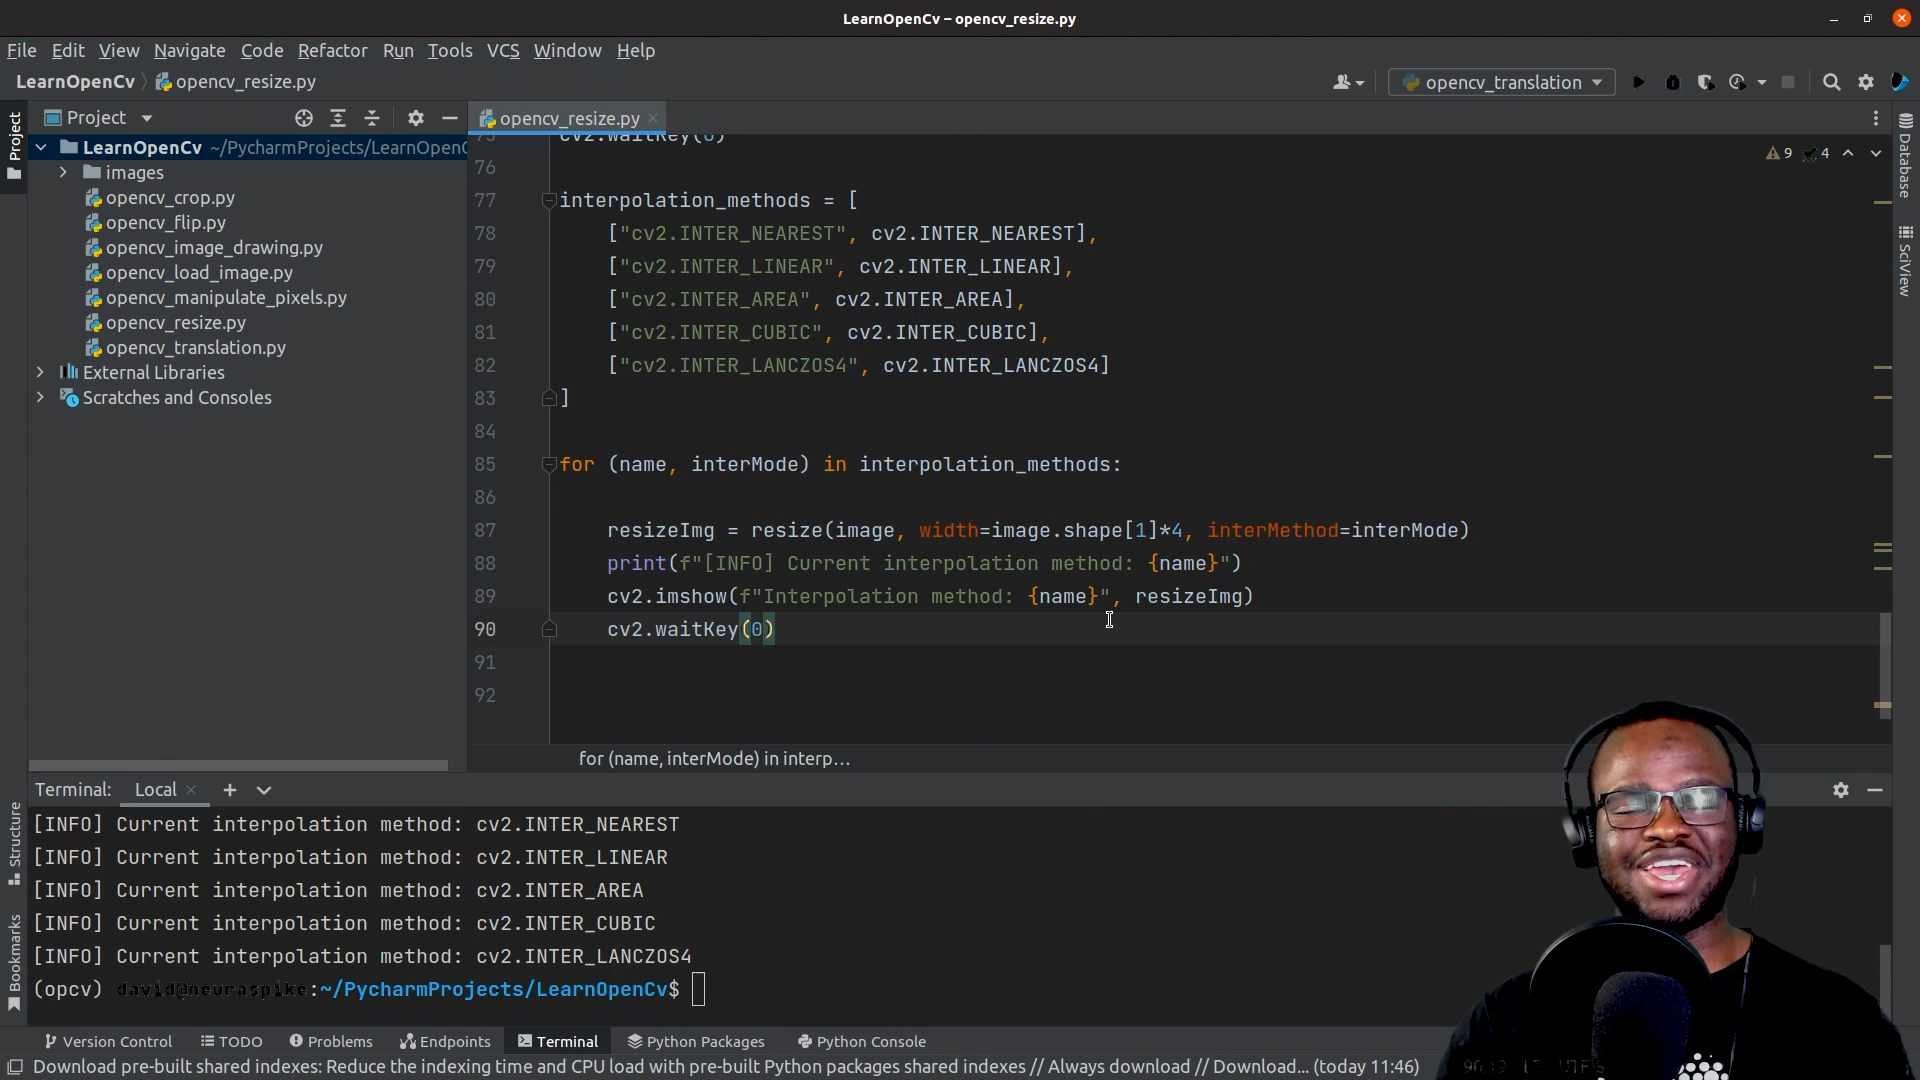 LearnOpenCv – opencv_resize.py
File Edit View Navigate Code Refactor Run Tools VCS Window Help
LearnOpenCv opencv_resize.py
opencv_translation
Project
opencv_resize.py
Project
LearnOpenCv ~/PycharmProjects/LearnOpenC
images
opencv_crop.py
opencv_flip.py
opencv_image_drawing.py
opencv_load_image.py
opencv_manipulate_pixels.py
opencv_resize.py
opencv_translation.py
External Libraries
Scratches and Consoles
9 4
Database
SciView
75 cv2.waitKey(0)
76
77 interpolation_methods = [
78 ["cv2.INTER_NEAREST", cv2.INTER_NEAREST],
79 ["cv2.INTER_LINEAR", cv2.INTER_LINEAR],
80 ["cv2.INTER_AREA", cv2.INTER_AREA],
81 ["cv2.INTER_CUBIC", cv2.INTER_CUBIC],
82 ["cv2.INTER_LANCZOS4", cv2.INTER_LANCZOS4]
83 ]
84
85 for (name, interMode) in interpolation_methods:
86
87 resizeImg = resize(image, width=image.shape[1]*4, interMethod=interMode)
88 print(f"[INFO] Current interpolation method: {name}")
89 cv2.imshow(f"Interpolation method: {name}", resizeImg)
90 cv2.waitKey(0)
91
92
for (name, interMode) in interp...
Terminal: Local
Structure
Bookmarks
[INFO] Current interpolation method: cv2.INTER_NEAREST
[INFO] Current interpolation method: cv2.INTER_LINEAR
[INFO] Current interpolation method: cv2.INTER_AREA
[INFO] Current interpolation method: cv2.INTER_CUBIC
[INFO] Current interpolation method: cv2.INTER_LANCZOS4
(opcv) david@neuraspike:~/PycharmProjects/LearnOpenCv$
Version Control TODO Problems Endpoints Terminal Python Packages Python Console
Download pre-built shared indexes: Reduce the indexing time and CPU load with pre-built Python packages shared indexes // Always download // Download... (today 11:46)